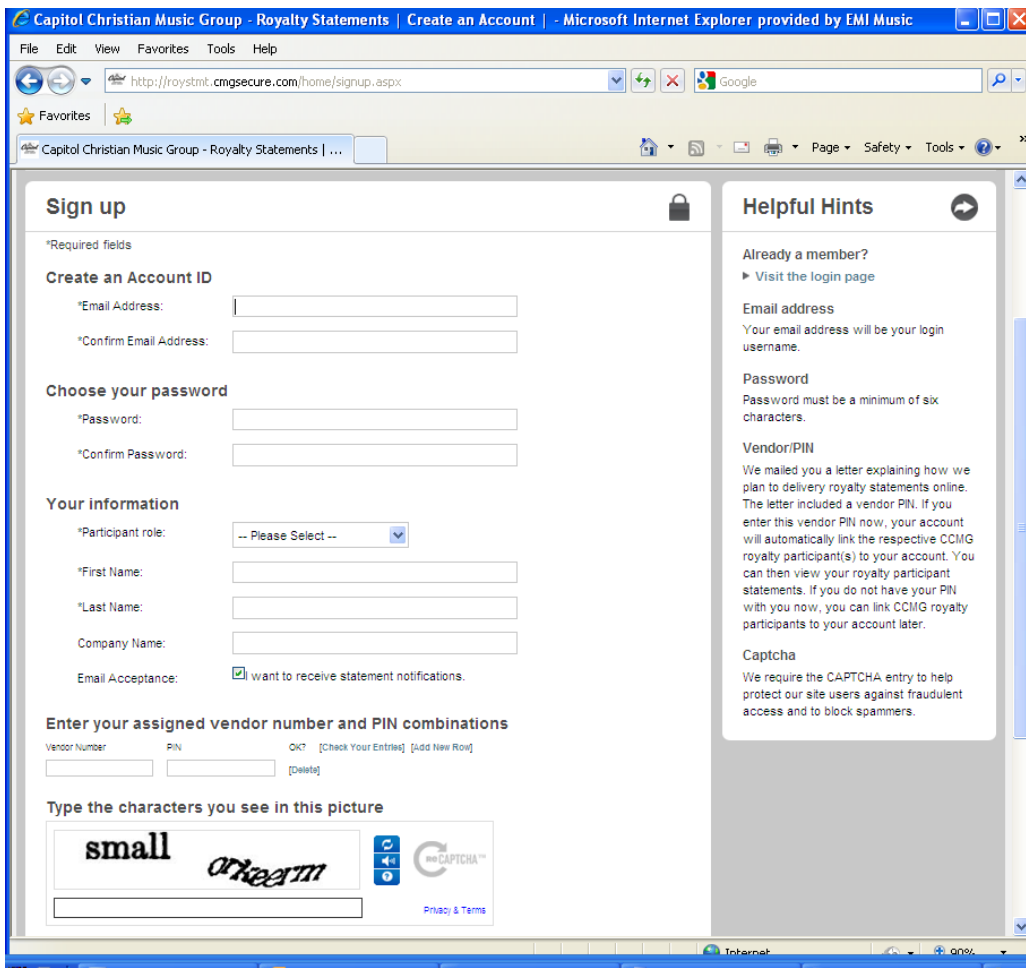 Capitol Christian Music Group - Royalty Statements | Create an Account | - Microsoft Internet Explorer provided by EMI Music
File Edit View Favorites Tools Help
http://roystmt.cmgsecure.com/home/signup.aspx
Google
Favorites
Capitol Christian Music Group - Royalty Statements | ...
Page Safety Tools
Sign up
*Required fields
Create an Account ID
*Email Address:
*Confirm Email Address:
Choose your password
*Password:
*Confirm Password:
Your information
*Participant role: -- Please Select --
*First Name:
*Last Name:
Company Name:
Email Acceptance: I want to receive statement notifications.
Enter your assigned vendor number and PIN combinations
Vendor Number PIN OK? [Check Your Entries] [Add New Row]
[Delete]
Type the characters you see in this picture
small
reCAPTCHA™
Privacy & Terms
Helpful Hints
Already a member?
Visit the login page
Email address
Your email address will be your login
username.
Password
Password must be a minimum of six
characters.
Vendor/PIN
We mailed you a letter explaining how we
plan to delivery royalty statements online.
The letter included a vendor PIN. If you
enter this vendor PIN now, your account
will automatically link the respective CCMG
royalty participant(s) to your account. You
can then view your royalty participant
statements. If you do not have your PIN
with you now, you can link CCMG royalty
participants to your account later.
Captcha
We require the CAPTCHA entry to help
protect our site users against fraudulent
access and to block spammers.
Internet
90%